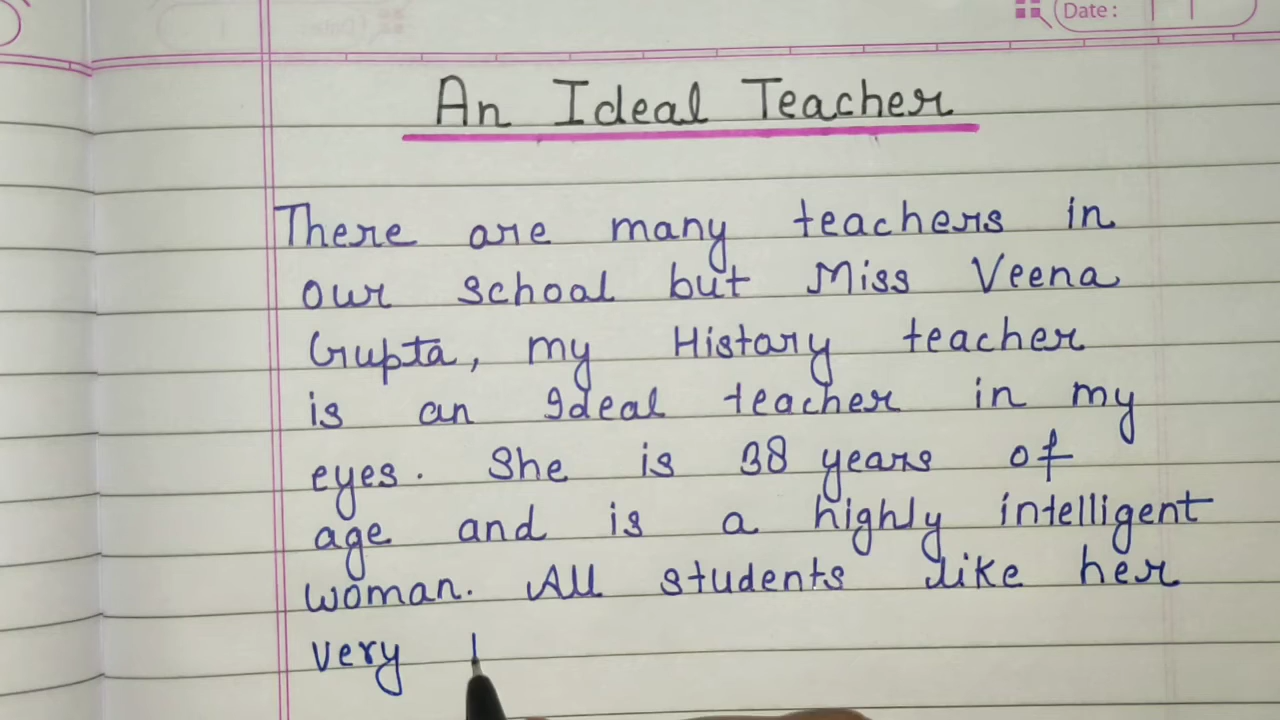 Date:
An Ideal Teacher
There are many teachers in
our school but Miss Veena
Gupta, my History teacher
is an Ideal teacher in my
eyes. She is 38 years of
age and is a highly intelligent
woman. All students like her
very